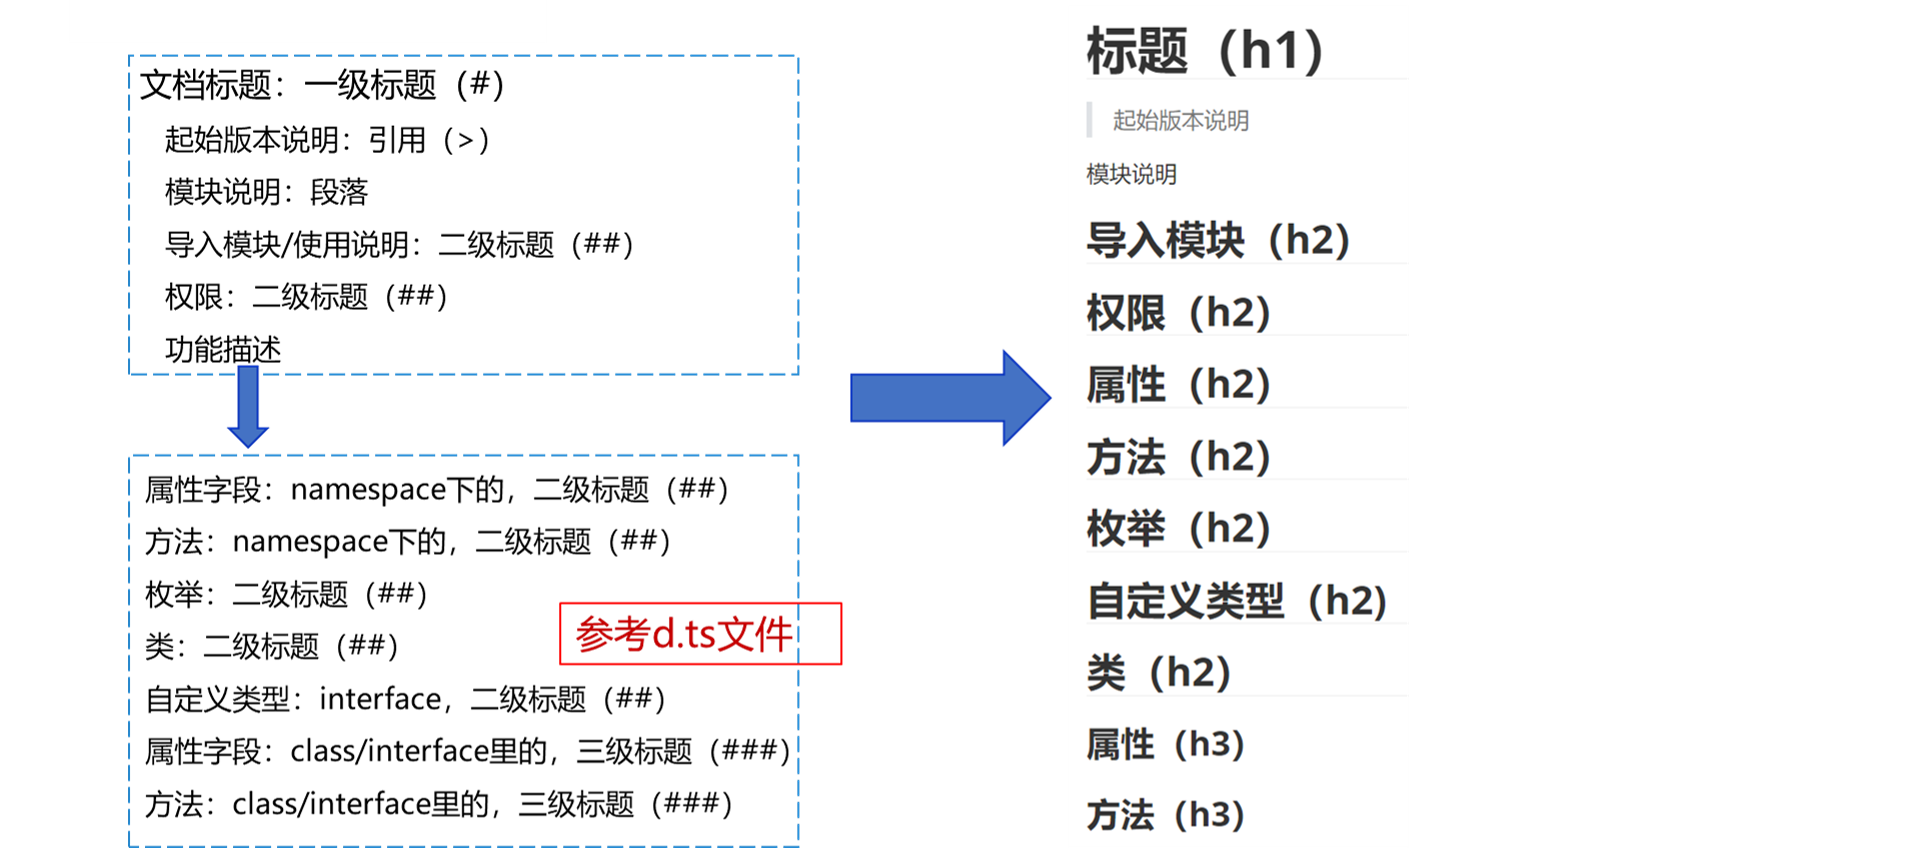 文档标题：一级标题（#）
起始版本说明：引用（>）
模块说明：段落
导入模块/使用说明：二级标题（##）
权限：二级标题（##）
功能描述
属性字段：namespace下的，二级标题（##）
方法：namespace下的，二级标题（##）
枚举：二级标题（##）
类：二级标题（##）
自定义类型：interface，二级标题（##）
属性字段：class/interface里的，三级标题（###）
方法：class/interface里的，三级标题（###）
参考d.ts文件
标题（h1）
起始版本说明
模块说明
导入模块（h2）
权限（h2）
属性（h2）
方法（h2）
枚举（h2）
自定义类型（h2）
类（h2）
属性（h3）
方法（h3）